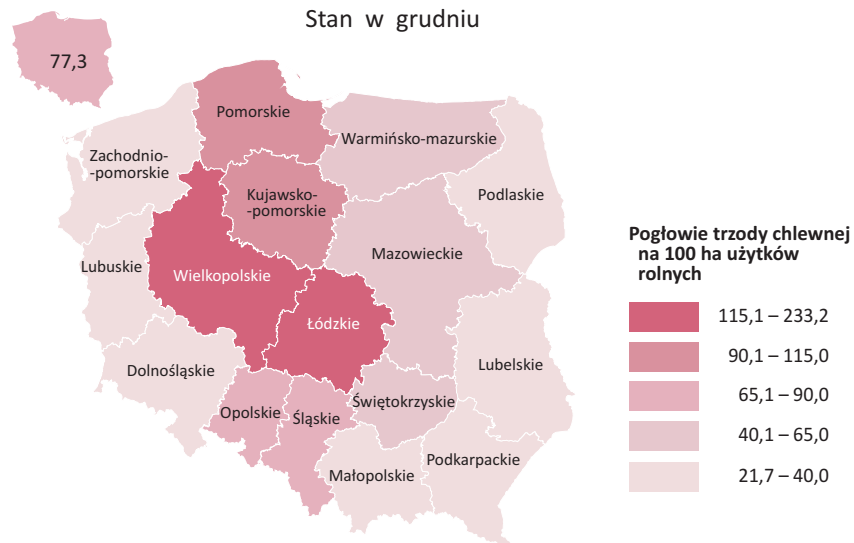 Stan w grudniu
77,3
Pomorskie
Warmińsko-mazurskie
Zachodnio-
-pomorskie
Podlaskie
Kujawsko-
-pomorskie
Mazowieckie
Lubuskie
Wielkopolskie
Łódzkie
Dolnośląskie
Lubelskie
Opolskie
Śląskie
Świętokrzyskie
Małopolskie
Podkarpackie
Pogłowie trzody chlewnej
na 100 ha użytków
rolnych
115,1 – 233,2
90,1 – 115,0
65,1 – 90,0
40,1 – 65,0
21,7 – 40,0